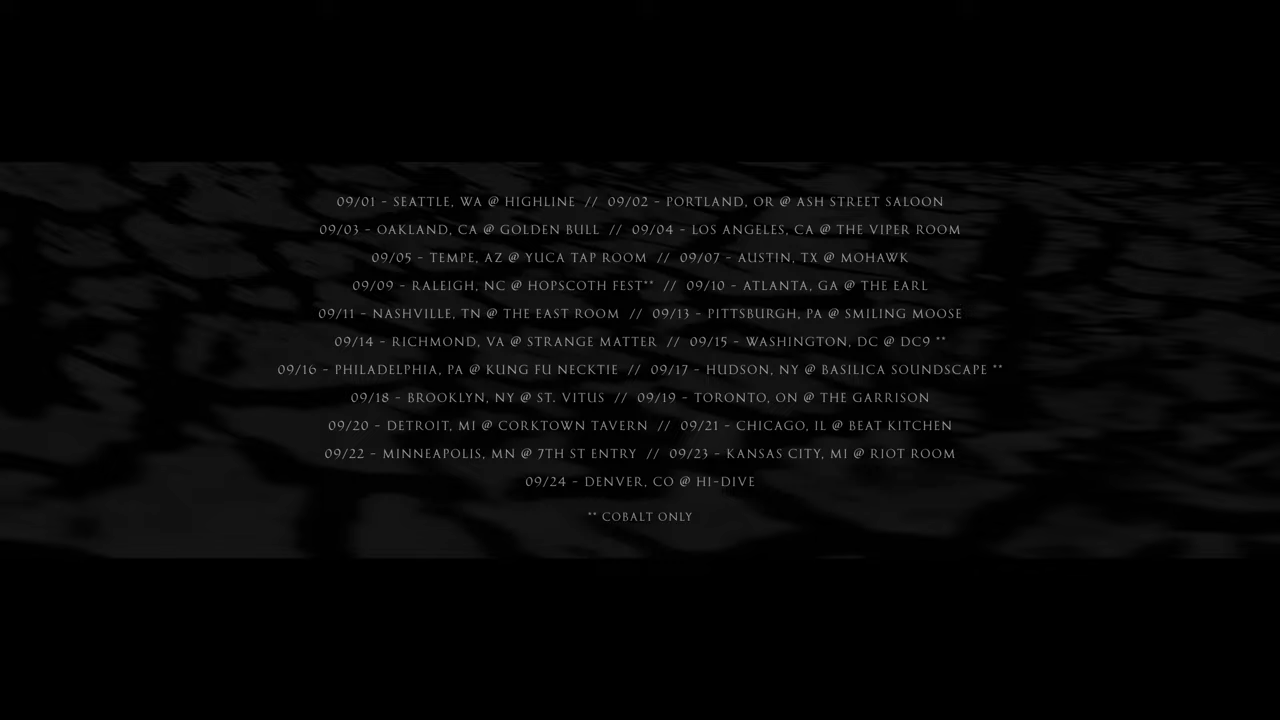 09/01 - SEATTLE, WA @ HIGHLINE // 09/02 - PORTLAND, OR @ ASH STREET SALOON
09/03 - OAKLAND, CA @ GOLDEN BULL // 09/04 - LOS ANGELES, CA @ THE VIPER ROOM
09/05 - TEMPE, AZ @ YUCA TAP ROOM // 09/07 - AUSTIN, TX @ MOHAWK
09/09 - RALEIGH, NC @ HOPSCOTH FEST** // 09/10 - ATLANTA, GA @ THE EARL
09/11 - NASHVILLE, TN @ THE EAST ROOM // 09/13 - PITTSBURGH, PA @ SMILING MOOSE
09/14 - RICHMOND, VA @ STRANGE MATTER // 09/15 - WASHINGTON, DC @ DC9 **
09/16 - PHILADELPHIA, PA @ KUNG FU NECKTIE // 09/17 - HUDSON, NY @ BASILICA SOUNDSCAPE **
09/18 - BROOKLYN, NY @ ST. VITUS // 09/19 - TORONTO, ON @ THE GARRISON
09/20 - DETROIT, MI @ CORKTOWN TAVERN // 09/21 - CHICAGO, IL @ BEAT KITCHEN
09/22 - MINNEAPOLIS, MN @ 7TH ST ENTRY // 09/23 - KANSAS CITY, MI @ RIOT ROOM
09/24 - DENVER, CO @ HI-DIVE
** COBALT ONLY